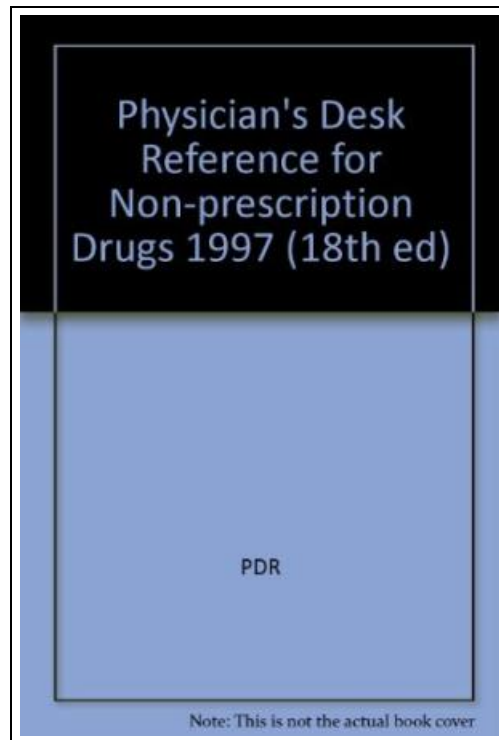 Physician's Desk
Reference for
Non-prescription
Drugs 1997 (18th ed)
PDR
Note: This is not the actual book cover